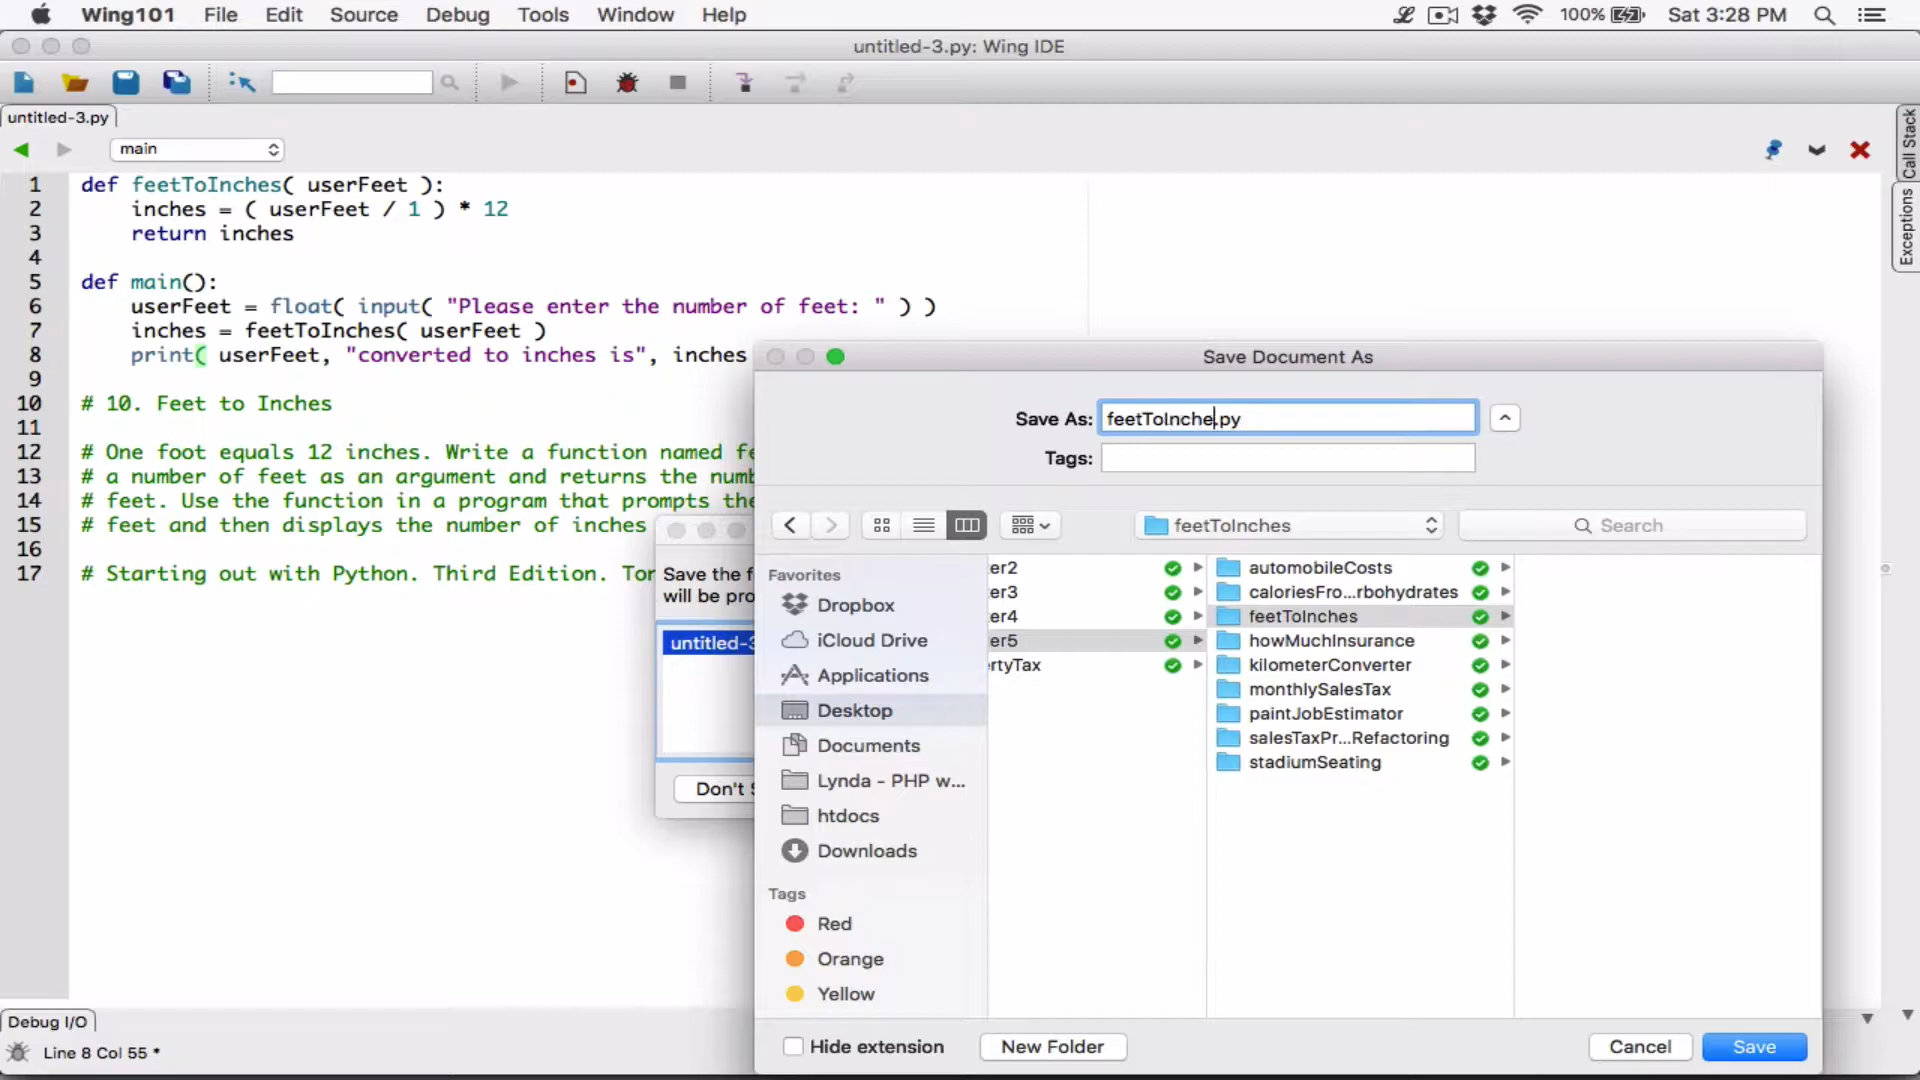 Wing101 File Edit Source Debug Tools Window Help 100% Sat 3:28 PM
untitled-3.py: Wing IDE
untitled-3.py
main
1 def feetToInches( userFeet ):
2 inches = ( userFeet / 1 ) * 12
3 return inches
4
5 def main():
6 userFeet = float( input( "Please enter the number of feet: " ) )
7 inches = feetToInches( userFeet )
8 print( userFeet, "converted to inches is", inches
9
10 # 10. Feet to Inches
11
12 # One foot equals 12 inches. Write a function named fe
13 # a number of feet as an argument and returns the numb
14 # feet. Use the function in a program that prompts the
15 # feet and then displays the number of inches
16
17 # Starting out with Python. Third Edition. Ton
Call Stack
Exceptions
Save the f
will be pro
untitled-3
Don't S
Save Document As
Save As: feetToInche.py
Tags:
feetToInches
Search
Favorites
Dropbox
iCloud Drive
Applications
Desktop
Documents
Lynda - PHP w...
htdocs
Downloads
Tags
Red
Orange
Yellow
er2
er3
er4
er5
rtyTax
automobileCosts
caloriesFro...rbohydrates
feetToInches
howMuchInsurance
kilometerConverter
monthlySalesTax
paintJobEstimator
salesTaxPr...Refactoring
stadiumSeating
Hide extension
New Folder
Cancel
Save
Debug I/O
Line 8 Col 55 *